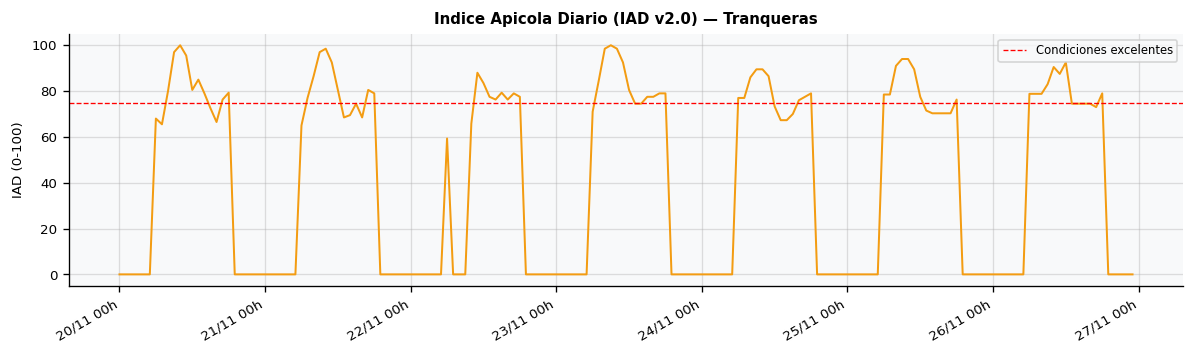 Indice Apicola Diario (IAD v2.0) — Tranqueras
Condiciones excelentes
IAD (0-100)
100
80
60
40
20
0
20/11 00h
21/11 00h
22/11 00h
23/11 00h
24/11 00h
25/11 00h
26/11 00h
27/11 00h